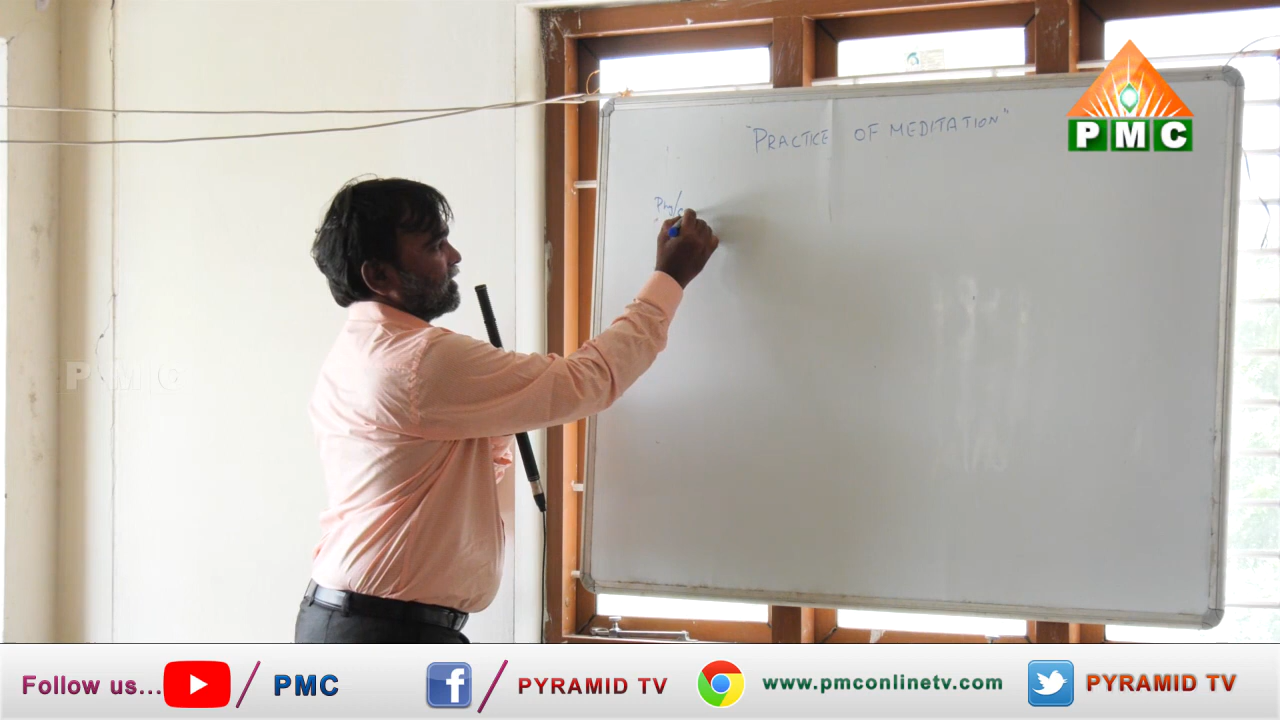 "PRACTICE OF MEDITATION"
PMC
PMC
Follow us... PMC PYRAMID TV www.pmconlinetv.com PYRAMID TV